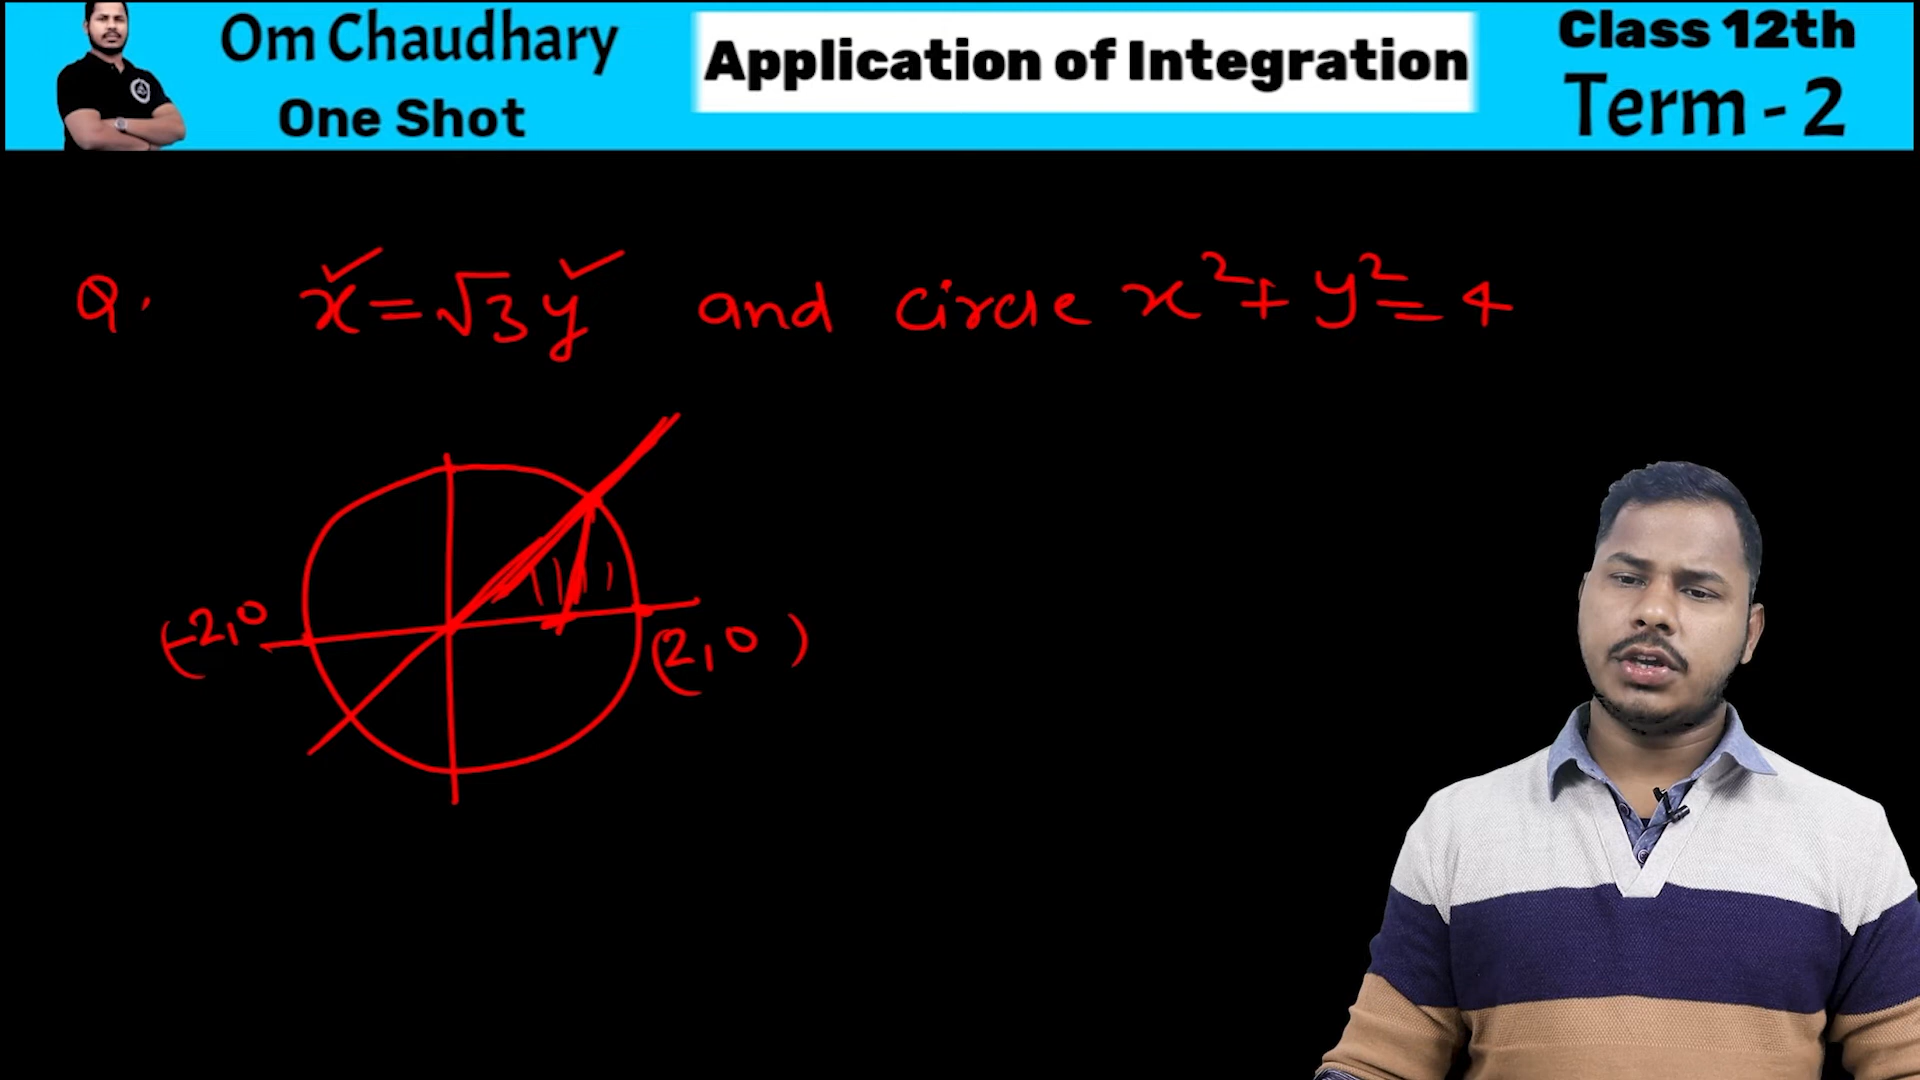 Om Chaudhary
One Shot
Application of Integration
Class 12th
Term - 2
Q. x = √3 y and circle x² + y² = 4
(-2,0
(2,0)